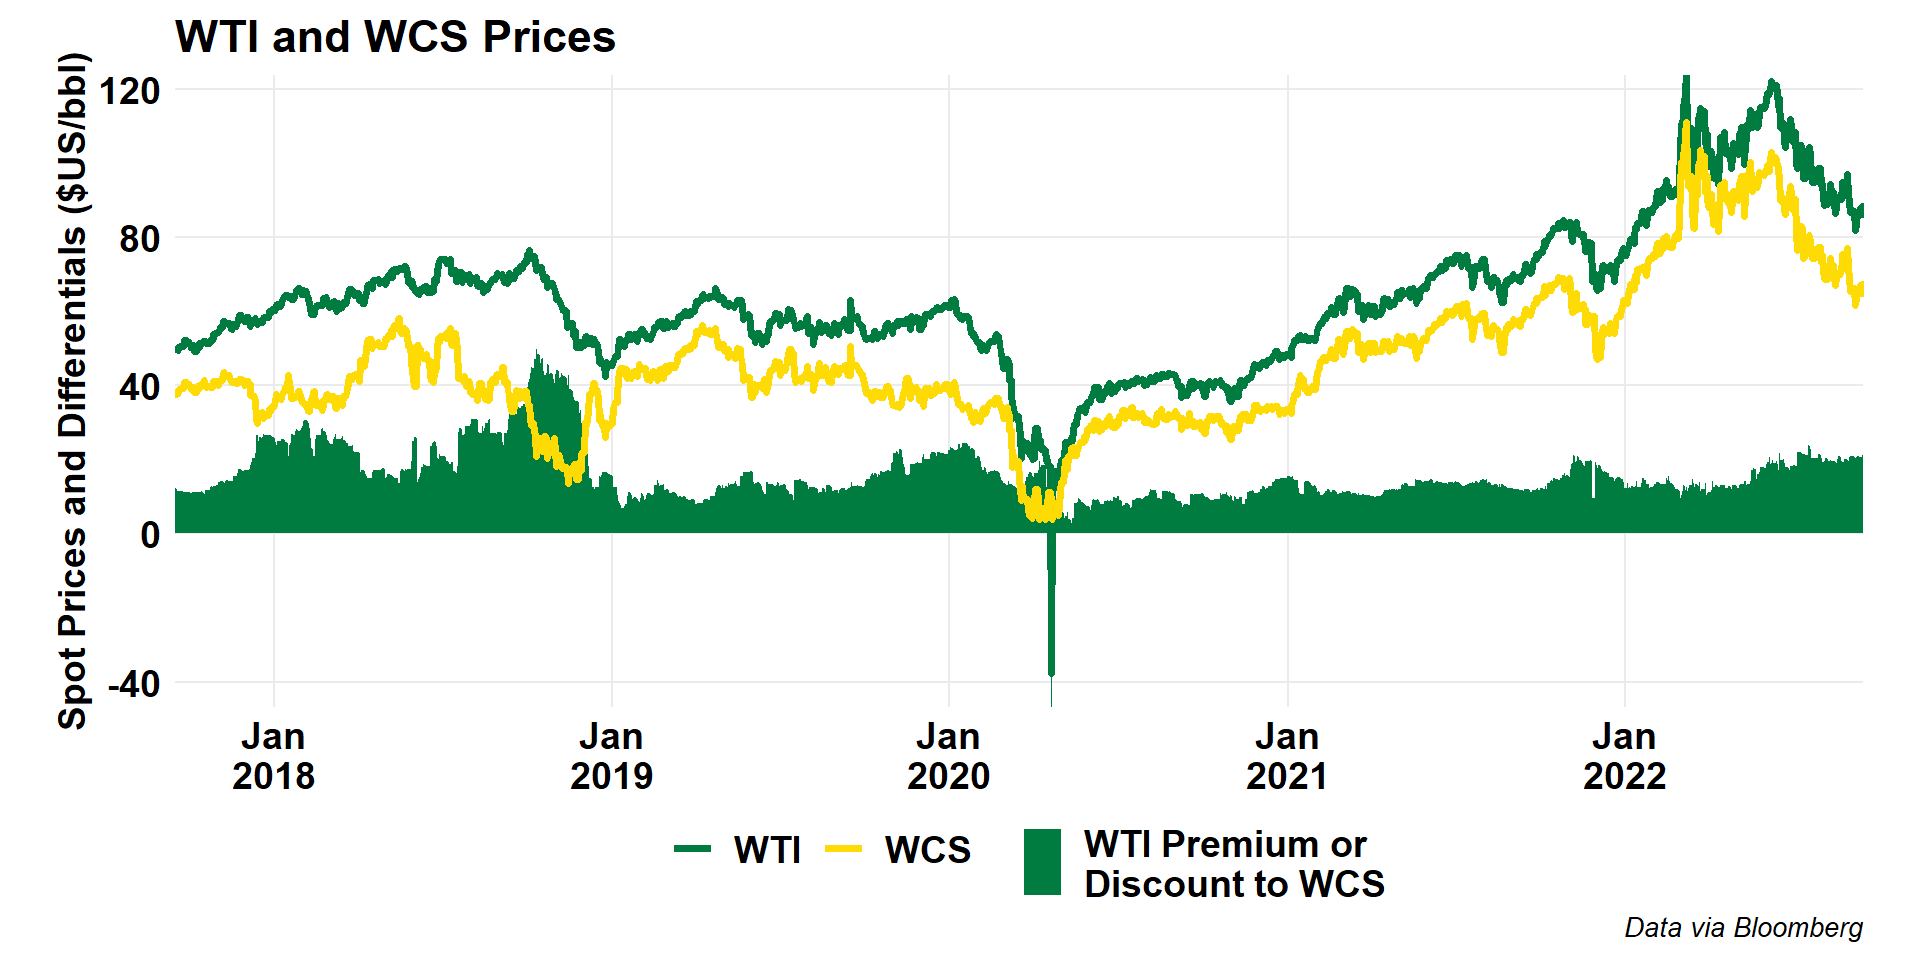 WTI and WCS Prices
Spot Prices and Differentials ($US/bbl)
120
80
40
0
-40
Jan
2018
Jan
2019
Jan
2020
Jan
2021
Jan
2022
WTI
WCS
WTI Premium or
Discount to WCS
Data via Bloomberg